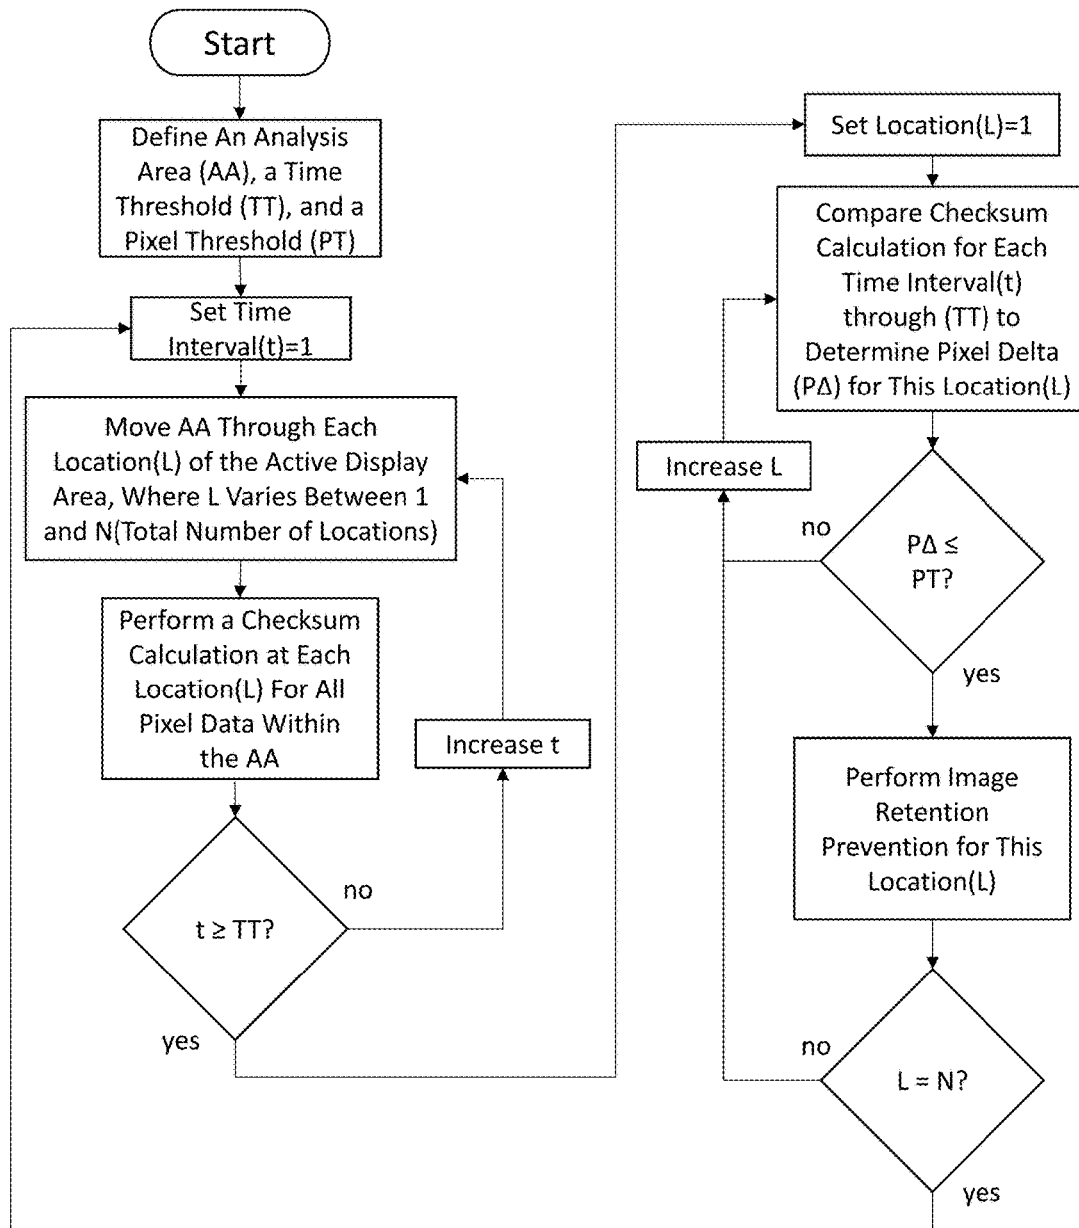 Start
Define An Analysis
Area (AA), a Time
Threshold (TT), and a
Pixel Threshold (PT)
Set Time
Interval(t)=1
Move AA Through Each
Location(L) of the Active Display
Area, Where L Varies Between 1
and N(Total Number of Locations)
Perform a Checksum
Calculation at Each
Location(L) For All
Pixel Data Within
the AA
Increase t
t ≥ TT?
no
yes
Set Location(L)=1
Compare Checksum
Calculation for Each
Time Interval(t)
through (TT) to
Determine Pixel Delta
(PΔ) for This Location(L)
Increase L
no
PΔ ≤
PT?
yes
Perform Image
Retention
Prevention for This
Location(L)
no
L = N?
yes